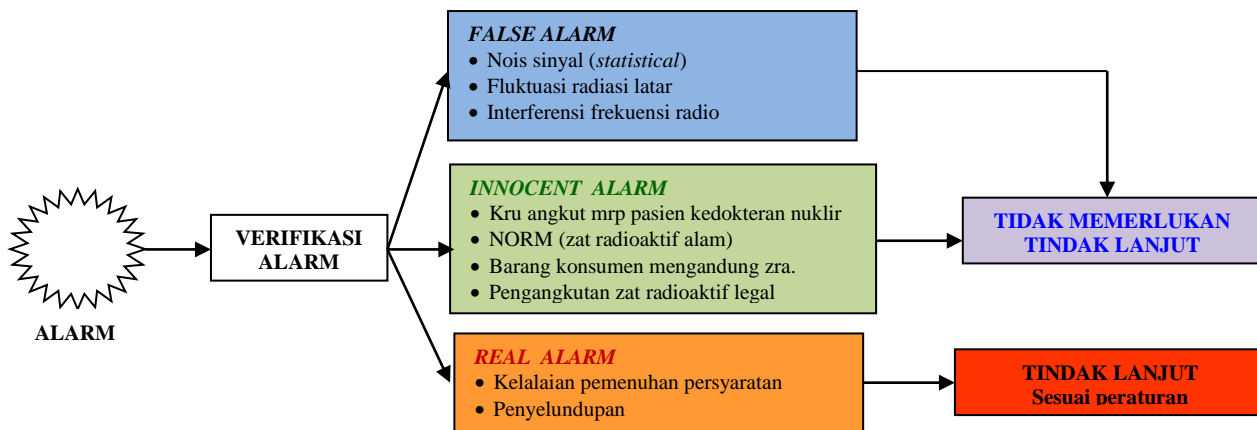 ALARM
VERIFIKASI
ALARM
FALSE ALARM
• Nois sinyal (statistical)
• Fluktuasi radiasi latar
• Interferensi frekuensi radio
INNOCENT ALARM
• Kru angkut mrp pasien kedokteran nuklir
• NORM (zat radioaktif alam)
• Barang konsumen mengandung zra.
• Pengangkutan zat radioaktif legal
REAL ALARM
• Kelalaian pemenuhan persyaratan
• Penyelundupan
TIDAK MEMERLUKAN
TINDAK LANJUT
TINDAK LANJUT
Sesuai peraturan